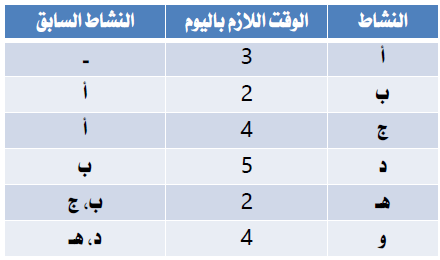 النشاط الوقت اللازم باليوم النشاط السابق
أ 3 -
ب 2 أ
ج 4 أ
د 5 ب
هـ 2 ب، ج
و 4 د، هـ